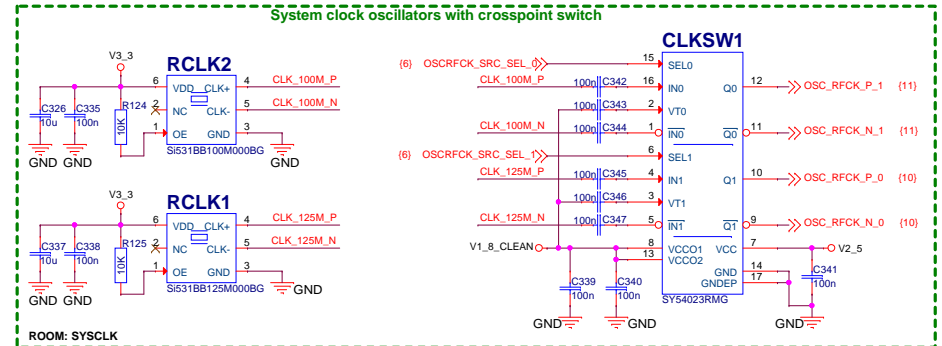 System clock oscillators with crosspoint switch
V3_3
RCLK2
6 VDD CLK+ 4 CLK_100M_P
2 NC CLK- 5 CLK_100M_N
1 OE GND 3
Si531BB100M000BG
C326
10u
C335
100n
R124
10K
GND
GND
GND
V3_3
RCLK1
6 VDD CLK+ 4 CLK_125M_P
2 NC CLK- 5 CLK_125M_N
1 OE GND 3
Si531BB125M000BG
C337
10u
C338
100n
R125
10K
GND
GND
GND
CLKSW1
{6} OSCRFCK_SRC_SEL_0 15 SEL0
CLK_100M_P 100n C342 16 IN0 Q0 12 OSC_RFCK_P_1 {11}
100n C343 2 VT0
CLK_100M_N 100n C344 1 IN0 Q0 11 OSC_RFCK_N_1 {11}
{6} OSCRFCK_SRC_SEL_1 6 SEL1
CLK_125M_P 100n C345 4 IN1 Q1 10 OSC_RFCK_P_0 {10}
100n C346 3 VT1
CLK_125M_N 100n C347 5 IN1 Q1 9 OSC_RFCK_N_0 {10}
V1_8_CLEAN 8 VCCO1 VCC 7 V2_5
13 VCCO2
GND 14
GNDEP 17
SY54023RMG
C339
100n
C340
100n
C341
100n
GND
GND
GND
ROOM: SYSCLK